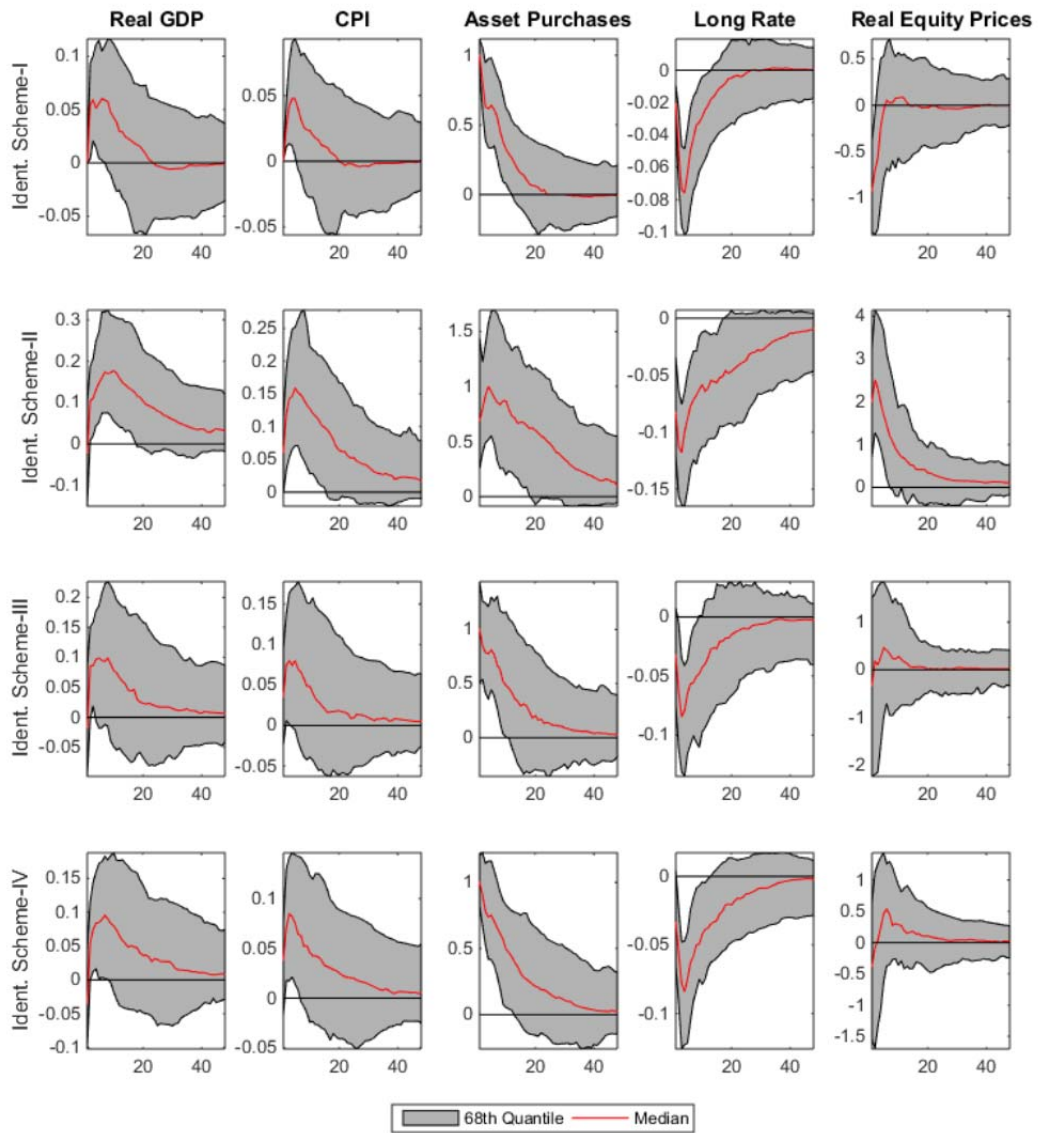 Real GDP CPI Asset Purchases Long Rate Real Equity Prices
Ident. Scheme-I
0.1 0.05 0 -0.05
0.05 0 -0.05
1 0.5 0
0 -0.02 -0.04 -0.06 -0.08 -0.1
0.5 0 -0.5 -1
20 40 20 40 20 40 20 40 20 40
Ident. Scheme-II
0.3 0.2 0.1 0 -0.1
0.25 0.2 0.15 0.1 0.05 0
1.5 1 0.5 0
0 -0.05 -0.1 -0.15
4 3 2 1 0
20 40 20 40 20 40 20 40 20 40
Ident. Scheme-III
0.2 0.15 0.1 0.05 0 -0.05
0.15 0.1 0.05 0 -0.05
1 0.5 0
0 -0.05 -0.1
1 0 -1 -2
20 40 20 40 20 40 20 40 20 40
Ident. Scheme-IV
0.15 0.1 0.05 0 -0.05 -0.1
0.1 0.05 0 -0.05
1 0.5 0
0 -0.05 -0.1
1 0.5 0 -0.5 -1 -1.5
20 40 20 40 20 40 20 40 20 40
68th Quantile Median